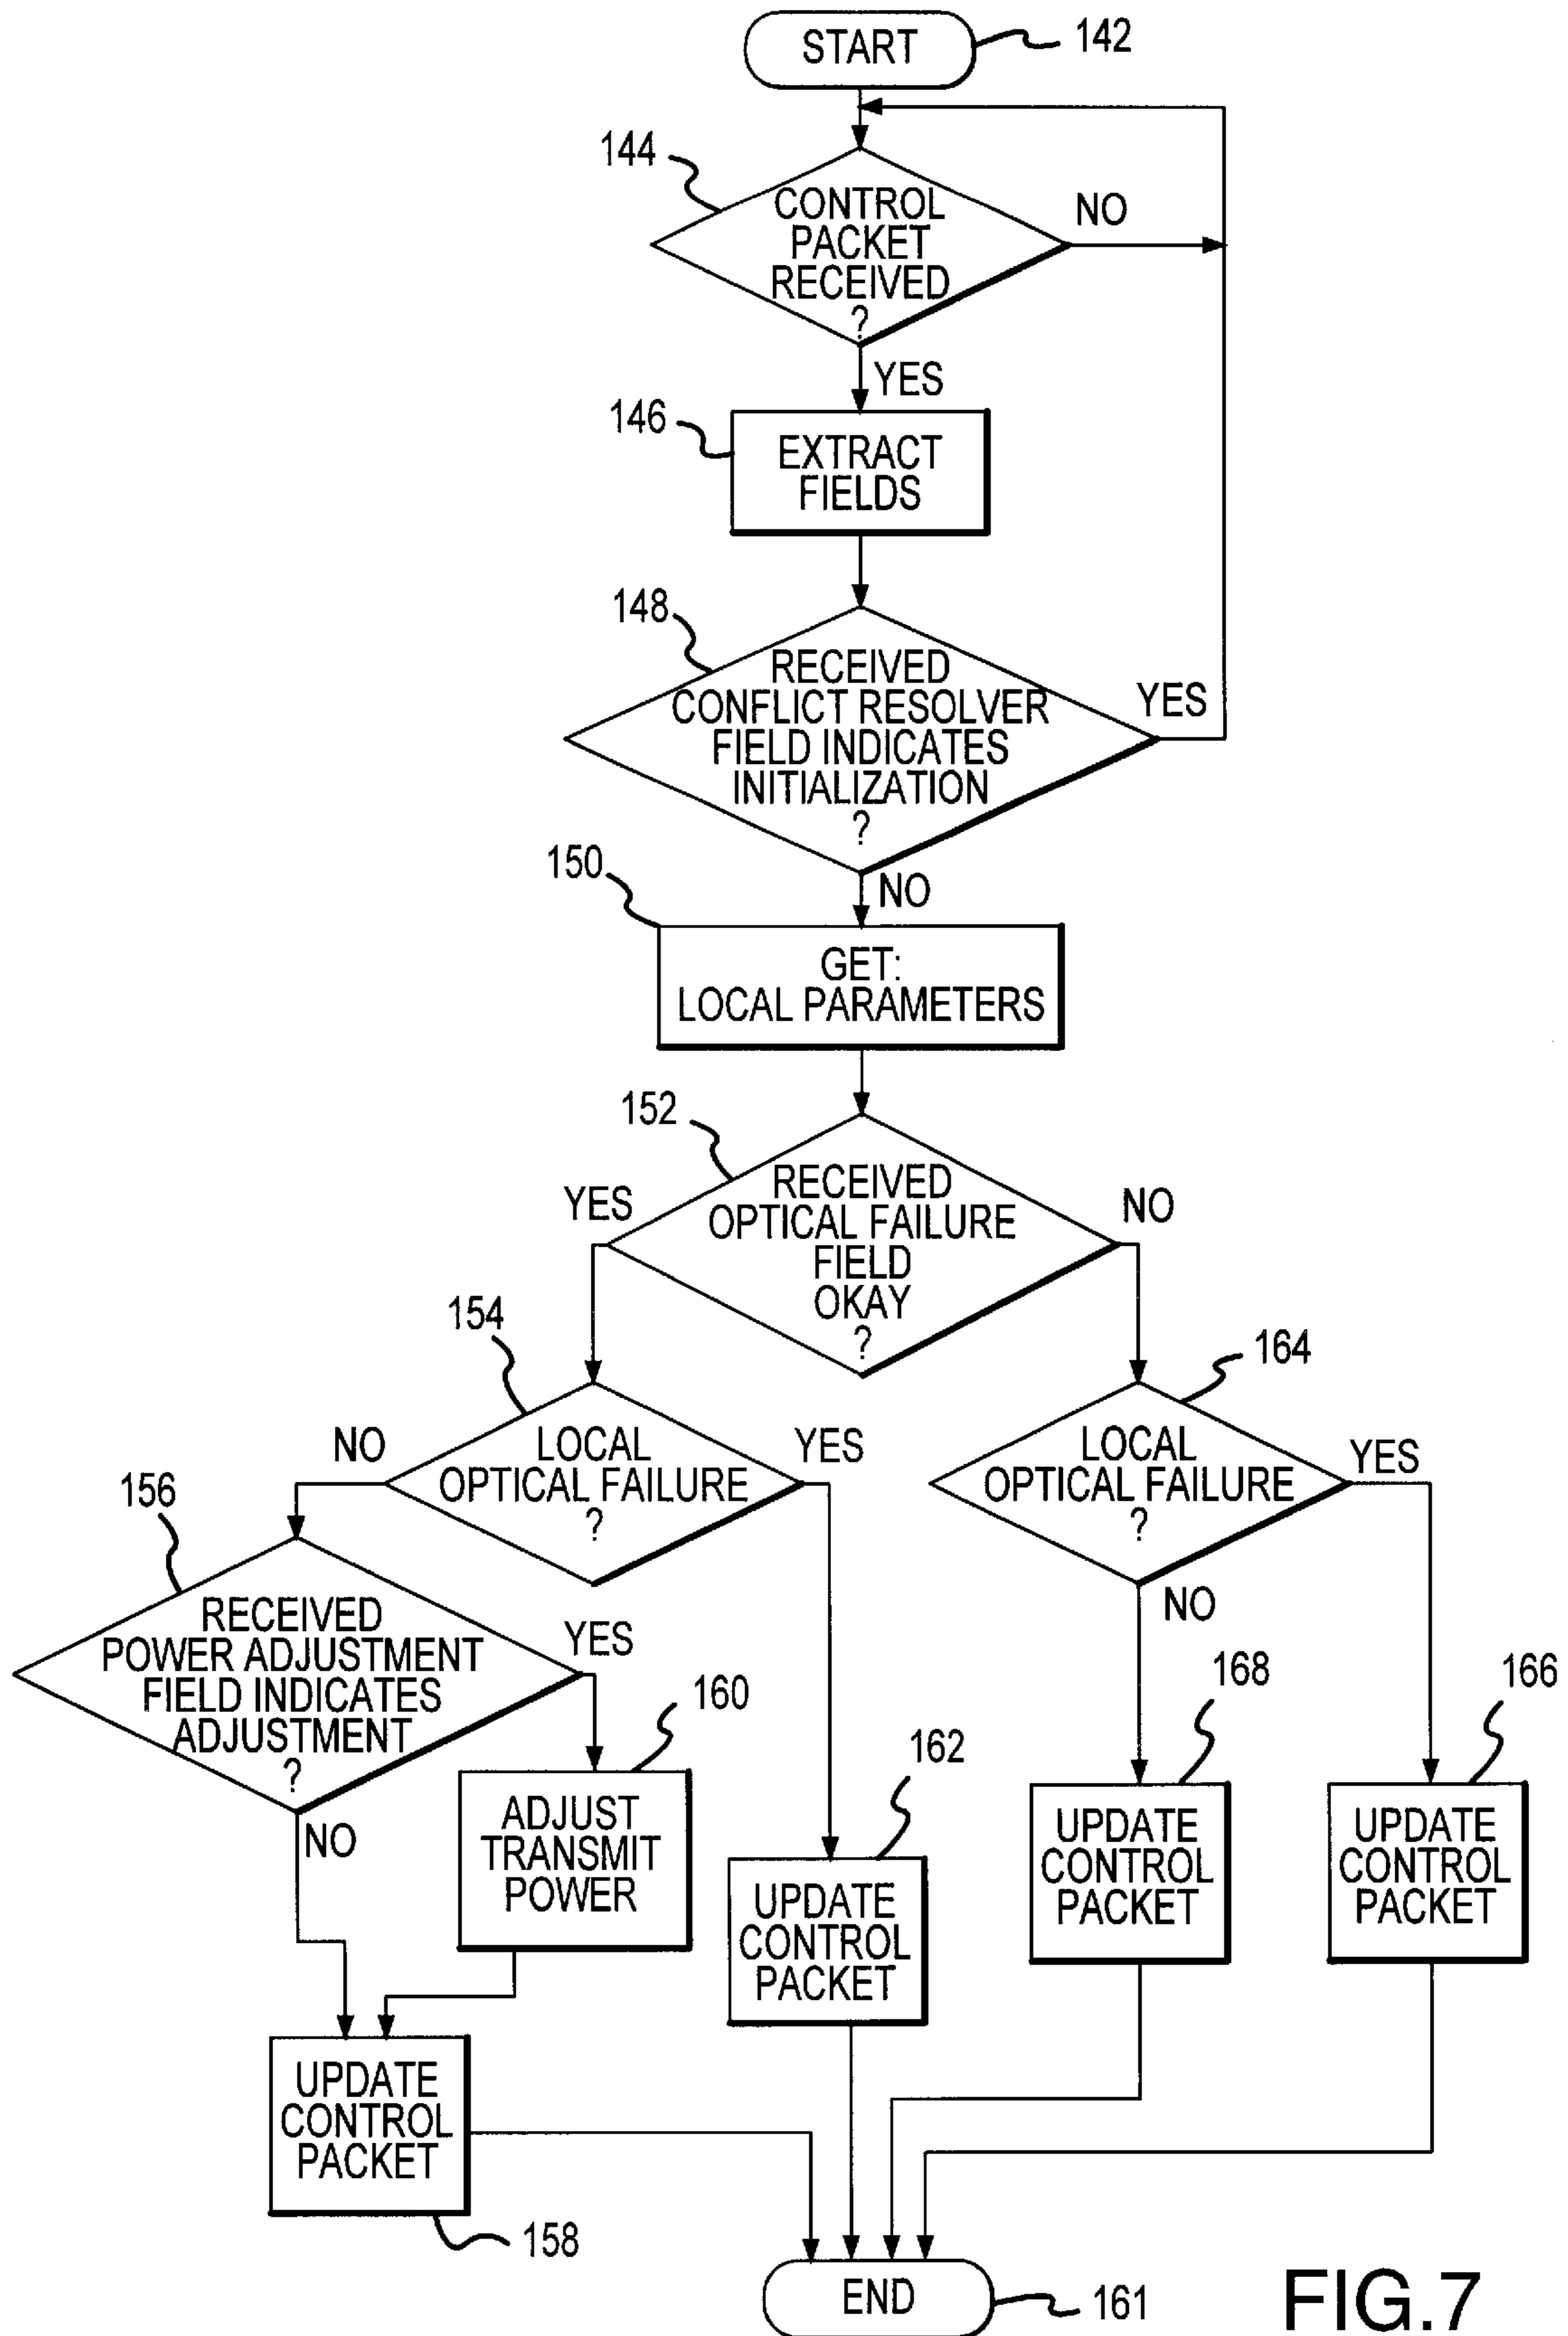 START
142
144
CONTROL
PACKET
RECEIVED
?
NO
YES
146
EXTRACT
FIELDS
148
RECEIVED
CONFLICT RESOLVER
FIELD INDICATES
INITIALIZATION
?
YES
NO
150
GET:
LOCAL PARAMETERS
152
RECEIVED
OPTICAL FAILURE
FIELD
OKAY
?
YES
NO
154
LOCAL
OPTICAL FAILURE
?
NO
YES
164
LOCAL
OPTICAL FAILURE
?
YES
NO
156
RECEIVED
POWER ADJUSTMENT
FIELD INDICATES
ADJUSTMENT
?
YES
NO
160
ADJUST
TRANSMIT
POWER
162
UPDATE
CONTROL
PACKET
168
UPDATE
CONTROL
PACKET
166
UPDATE
CONTROL
PACKET
UPDATE
CONTROL
PACKET
158
END
161
FIG.7